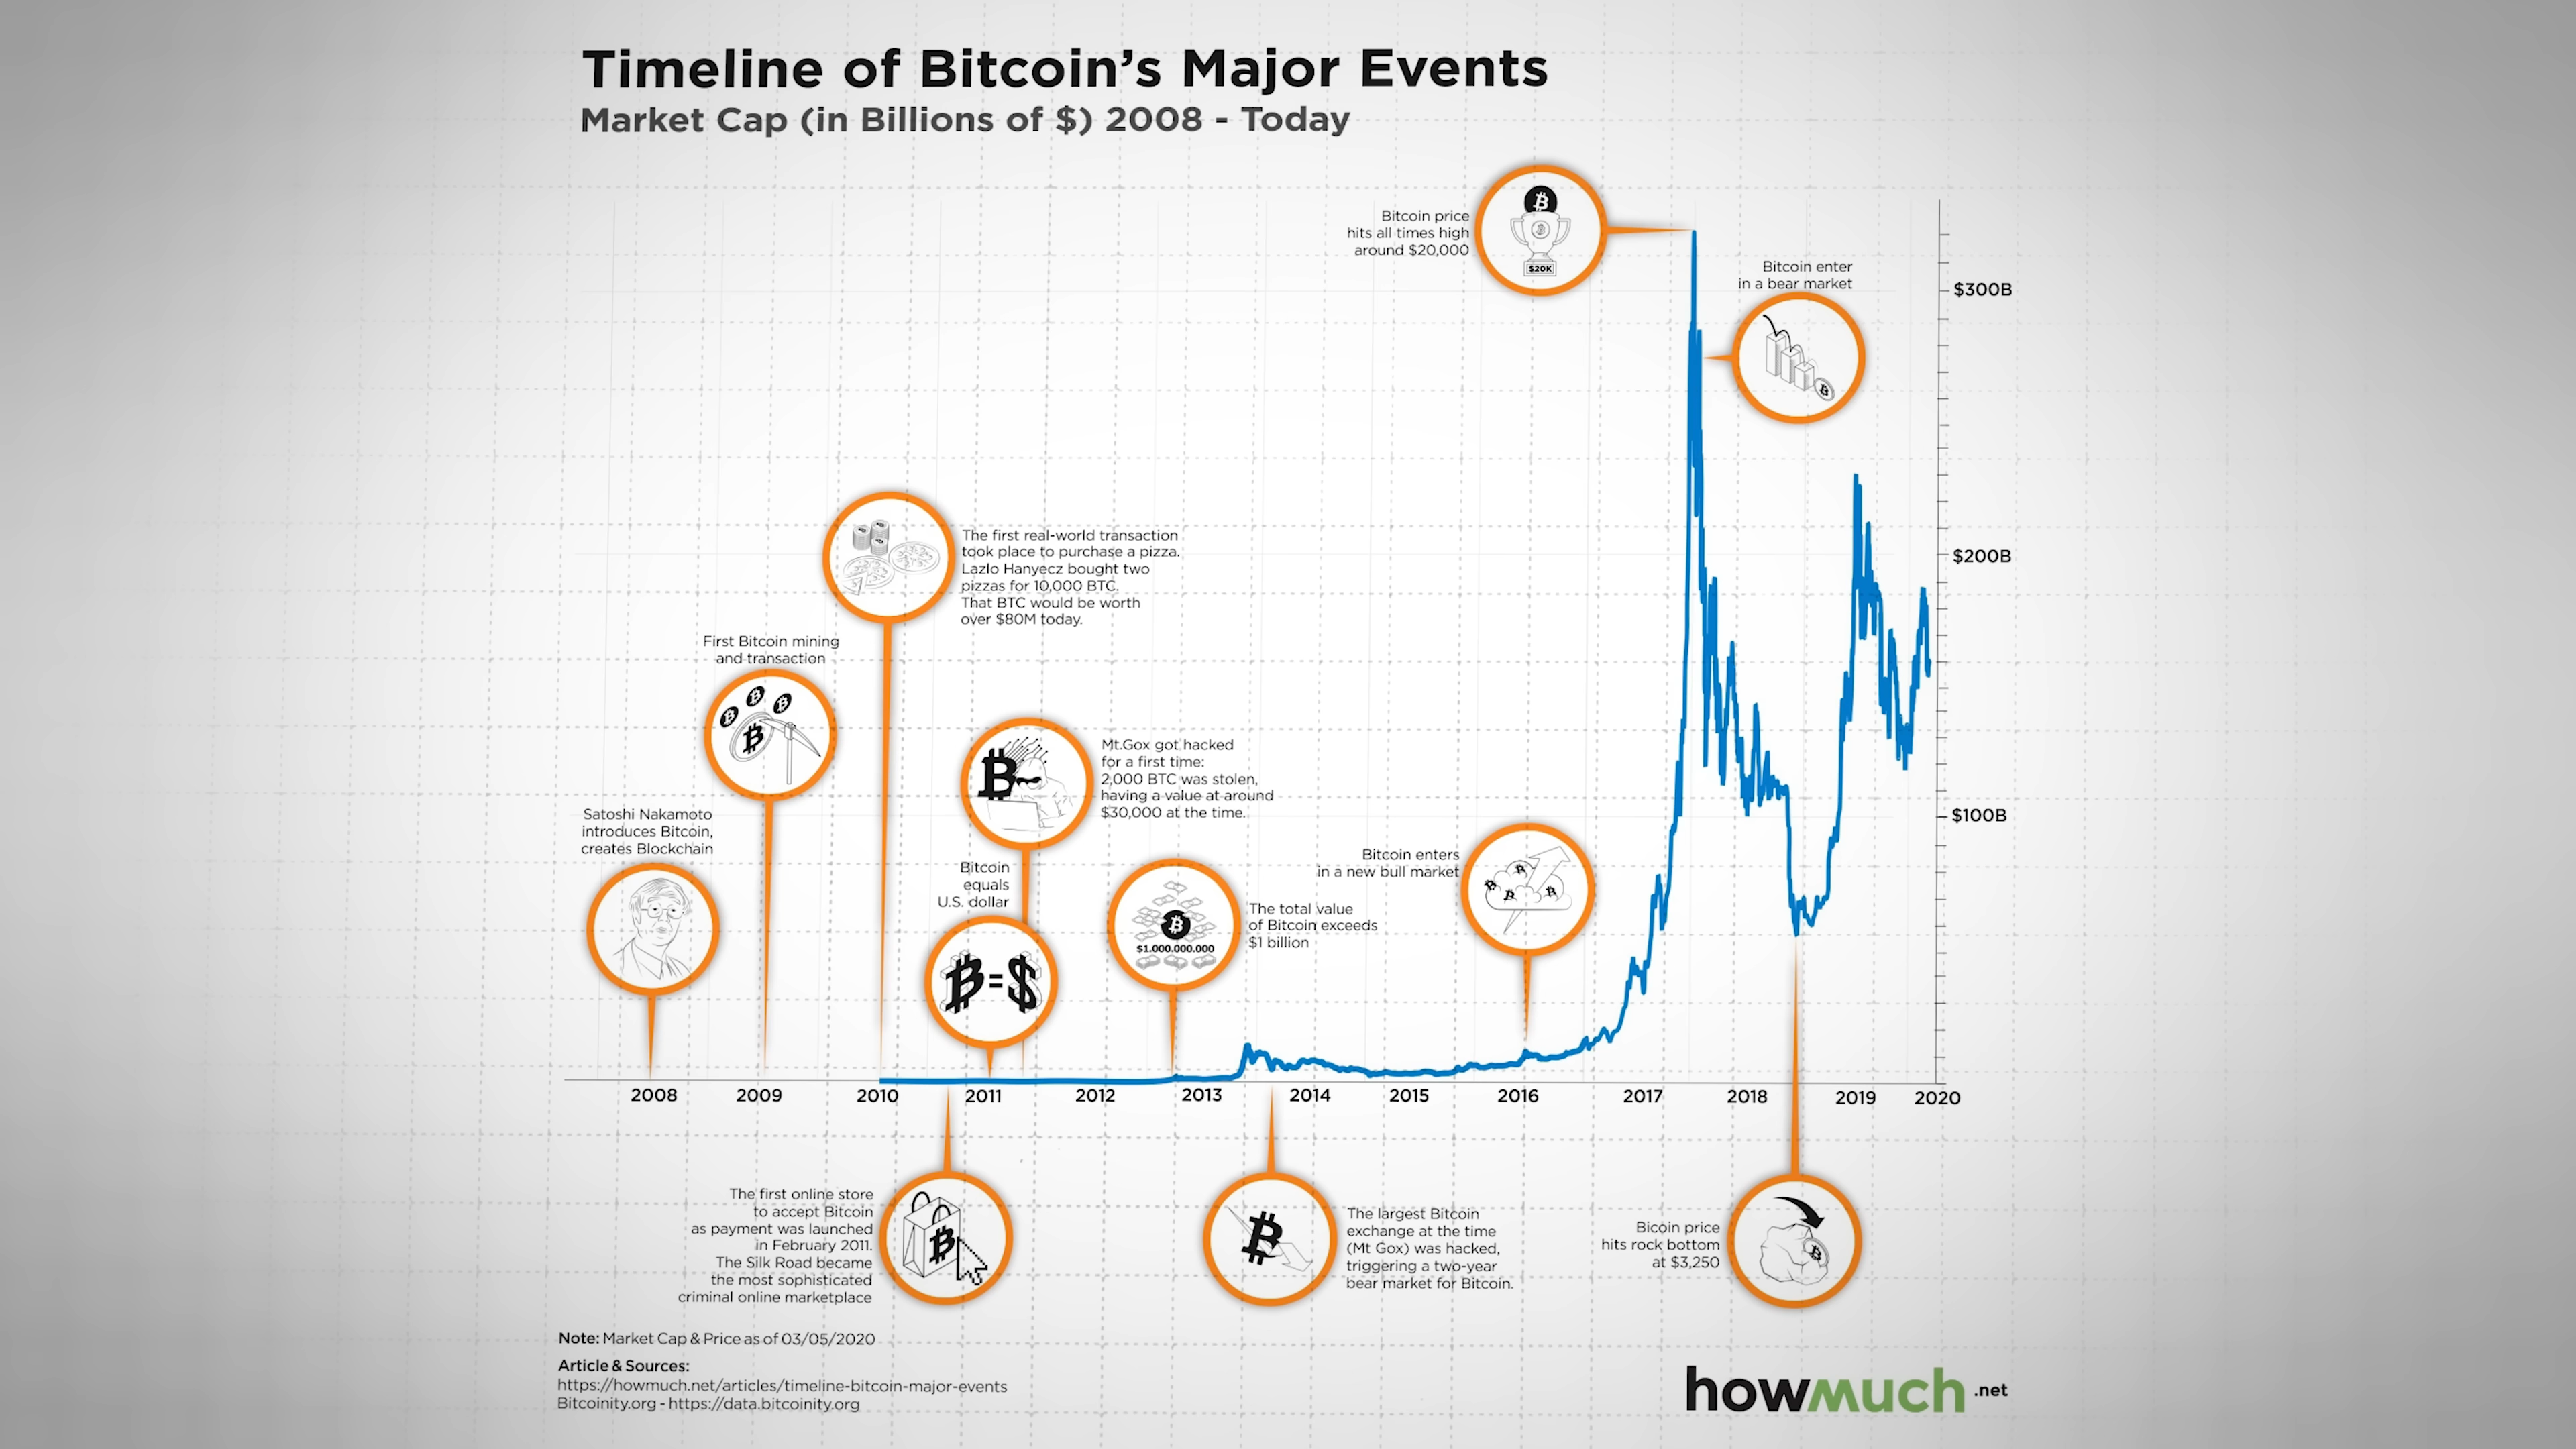 Timeline of Bitcoin’s Major Events
Market Cap (in Billions of $) 2008 - Today
Bitcoin price
hits all times high
around $20,000
$20K
Bitcoin enter
in a bear market
$300B
$200B
$100B
The first real-world transaction
took place to purchase a pizza.
Lazlo Hanyecz bought two
pizzas for 10,000 BTC.
That BTC would be worth
over $80M today.
First Bitcoin mining
and transaction
Mt.Gox got hacked
for a first time:
2,000 BTC was stolen,
having a value at around
$30,000 at the time.
Satoshi Nakamoto
introduces Bitcoin,
creates Blockchain
Bitcoin
equals
U.S. dollar
B=$
The total value
of Bitcoin exceeds
$1 billion
$1.000.000.000
Bitcoin enters
in a new bull market
2008 2009 2010 2011 2012 2013 2014 2015 2016 2017 2018 2019 2020
The first online store
to accept Bitcoin
as payment was launched
in February 2011.
The Silk Road became
the most sophisticated
criminal online marketplace
The largest Bitcoin
exchange at the time
(Mt Gox) was hacked,
triggering a two-year
bear market for Bitcoin.
Bicoin price
hits rock bottom
at $3,250
Note: Market Cap & Price as of 03/05/2020
Article & Sources:
https://howmuch.net/articles/timeline-bitcoin-major-events
Bitcoinity.org - https://data.bitcoinity.org
howmuch.net